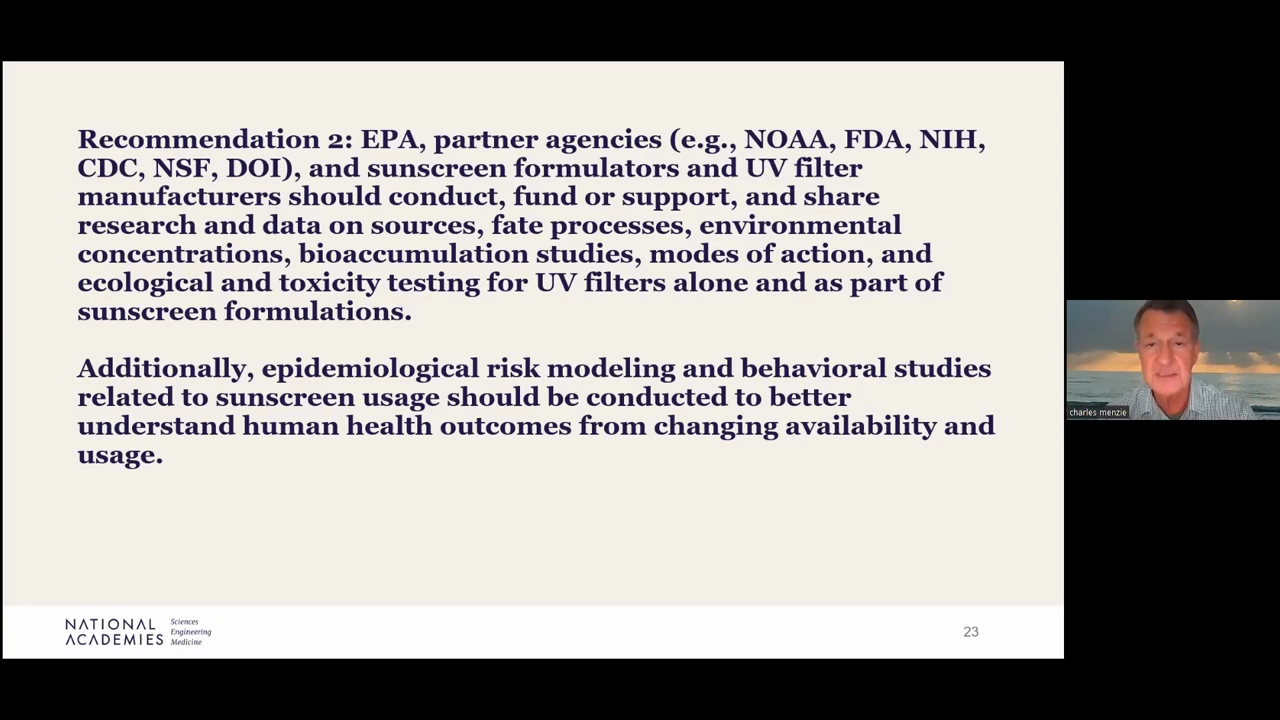 Recommendation 2: EPA, partner agencies (e.g., NOAA, FDA, NIH,
CDC, NSF, DOI), and sunscreen formulators and UV filter
manufacturers should conduct, fund or support, and share
research and data on sources, fate processes, environmental
concentrations, bioaccumulation studies, modes of action, and
ecological and toxicity testing for UV filters alone and as part of
sunscreen formulations.
Additionally, epidemiological risk modeling and behavioral studies
related to sunscreen usage should be conducted to better
understand human health outcomes from changing availability and
usage.
charles menzie
NATIONAL
ACADEMIES
Sciences
Engineering
Medicine
23